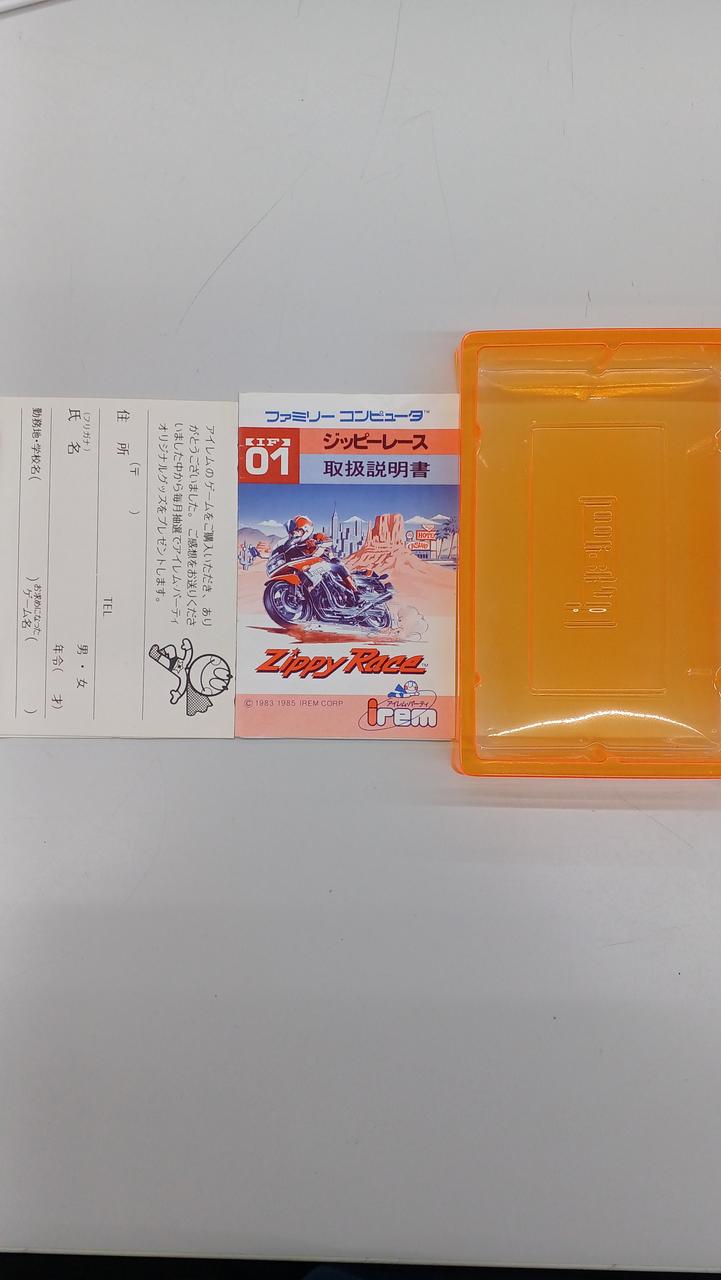 アイレムのゲームをご購入いただき、あり
がとうございました。ご感想をお送りくださ
いました中から毎月抽選でアイレム・パーティ
オリジナルグッズをプレゼントします。
住所(〒 )
TEL
(フリガナ)
氏名
男・女
年令( 才)
勤務地・学校名( )
お求めになった
ゲーム名( )
ファミリー コンピュータ™
IF
01
ジッピーレース
取扱説明書
HOTEL
Zippy Race™
アイレム・パーティ
irem
© 1983 1985 IREM CORP